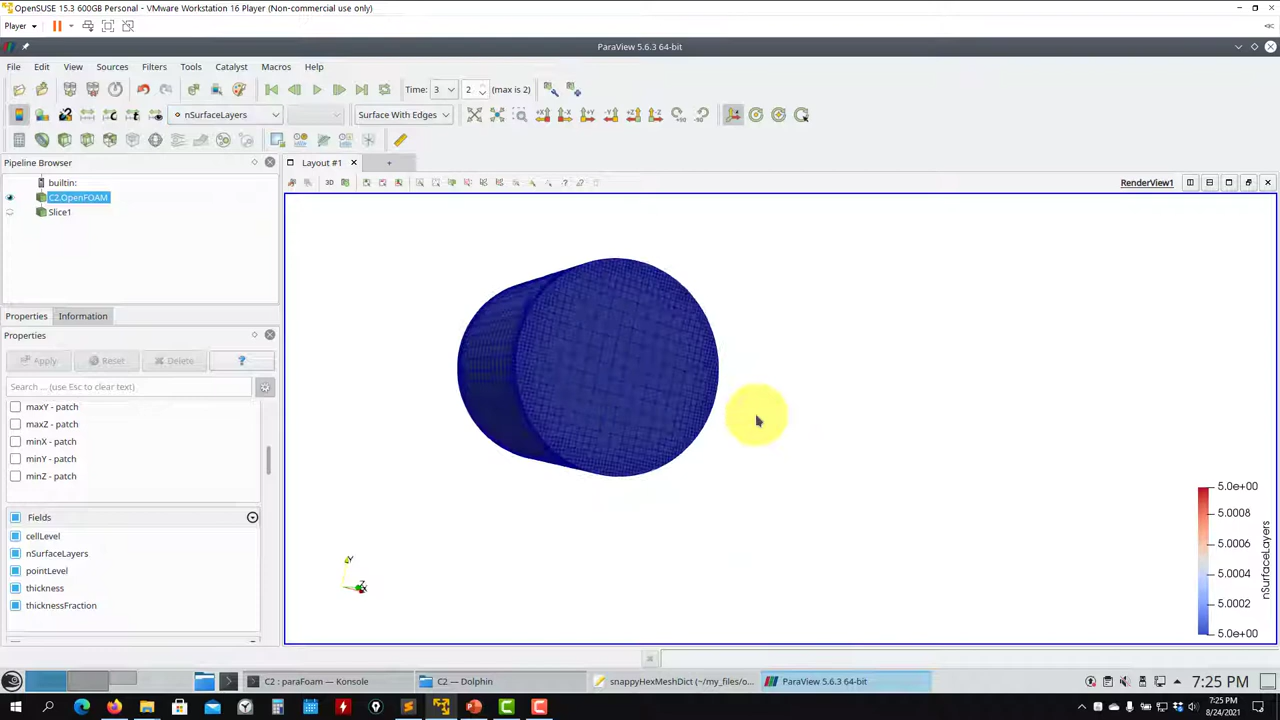 OpenSUSE 15.3 600GB Personal - VMware Workstation 16 Player (Non-commercial use only)
Player
ParaView 5.6.3 64-bit
File Edit View Sources Filters Tools Catalyst Macros Help
Time: 3 2 (max is 2)
nSurfaceLayers Surface With Edges
+X -X +Y -Y +Z -Z +90 -90
Pipeline Browser
Layout #1
builtin:
3D
RenderView1
C2.OpenFOAM
Slice1
Properties Information
Properties
Apply Reset Delete ?
Search ... (use Esc to clear text)
maxY - patch
maxZ - patch
minX - patch
minY - patch
minZ - patch
Fields
cellLevel
nSurfaceLayers
pointLevel
thickness
thicknessFraction
Y
Z
5.0e+00
5.0008
5.0006
5.0004
5.0002
5.0e+00
nSurfaceLayers
C2 : paraFoam — Konsole
C2 — Dolphin
snappyHexMeshDict (~/my_files/o...
ParaView 5.6.3 64-bit
7:25 PM
7:25 PM
8/24/2021